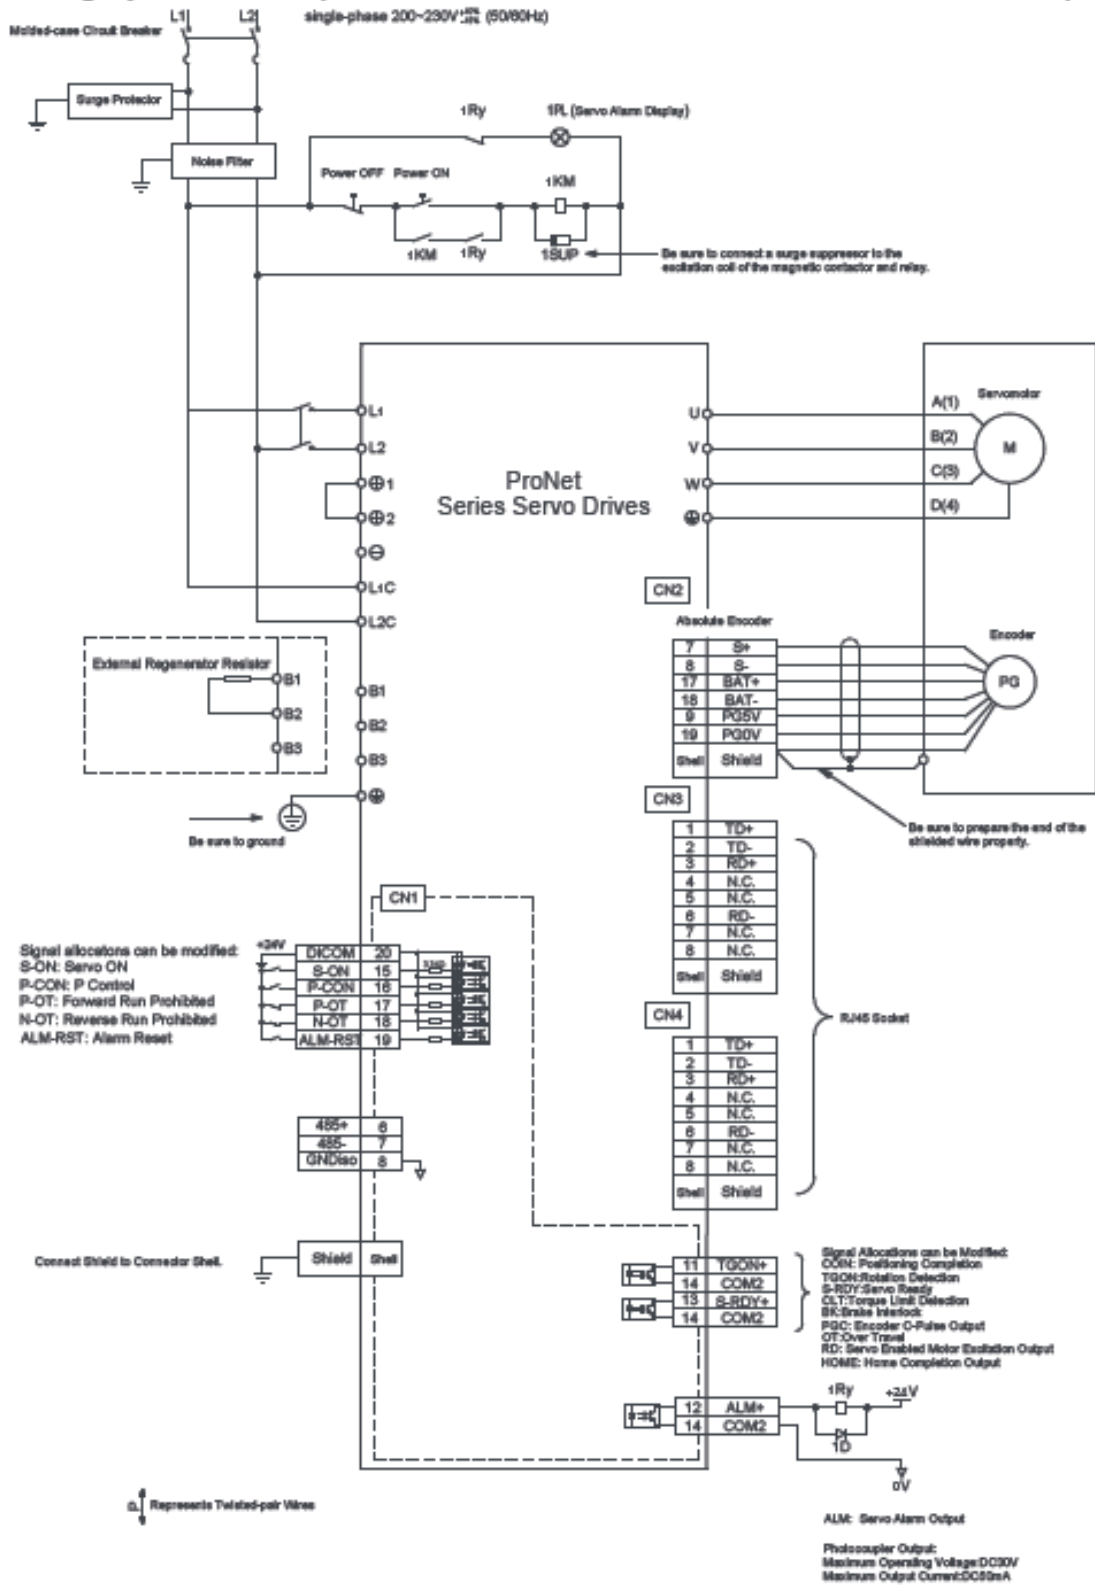 L1 L2 single-phase 200~230V (50/60Hz)
Molded-case Circuit Breaker
Surge Protector
1Ry 1PL (Servo Alarm Display)
Noise Filter
Power OFF Power ON
1KM
1KM 1Ry 1SUP
Be sure to connect a surge suppressor to the
excitation coil of the magnetic contactor and relay.
L1
L2
1
2
L1C
L2C
ProNet
Series Servo Drives
U
V
W
A(1)
B(2)
C(3)
D(4)
Servomotor
M
CN2
Absolute Encoder
7 S+
8 S-
17 BAT+
18 BAT-
9 PG5V
19 PG0V
Shell Shield
Encoder
PG
Be sure to prepare the end of the
shielded wire properly.
External Regenerator Resistor
B1
B2
B3
B1
B2
B3
Be sure to ground
CN3
1 TD+
2 TD-
3 RD+
4 N.C.
5 N.C.
6 RD-
7 N.C.
8 N.C.
Shell Shield
CN4
1 TD+
2 TD-
3 RD+
4 N.C.
5 N.C.
6 RD-
7 N.C.
8 N.C.
Shell Shield
RJ45 Socket
CN1
Signal allocatons can be modified:
S-ON: Servo ON
P-CON: P Control
P-OT: Forward Run Prohibited
N-OT: Reverse Run Prohibited
ALM-RST: Alarm Reset
+24V
DICOM 20
S-ON 15
P-CON 16
P-OT 17
N-OT 18
ALM-RST 19
485+ 6
485- 7
GNDiso 8
Connect Shield to Connector Shell.
Shield Shell
11 TGON+
14 COM2
13 S-RDY+
14 COM2
Signal Allocations can be Modified:
COIN: Positioning Completion
TGON:Rotation Detection
S-RDY:Servo Ready
CLT:Torque Limit Detection
BK:Brake Interlock
PGC: Encoder C-Pulse Output
OT:Over Travel
RD: Servo Enabled Motor Excitation Output
HOME: Home Completion Output
12 ALM+
14 COM2
1Ry
+24V
1D
0V
P Represents Twisted-pair Wires
ALM: Servo Alarm Output
Photocoupler Output:
Maximum Operating Voltage:DC30V
Maximum Output Current:DC50mA